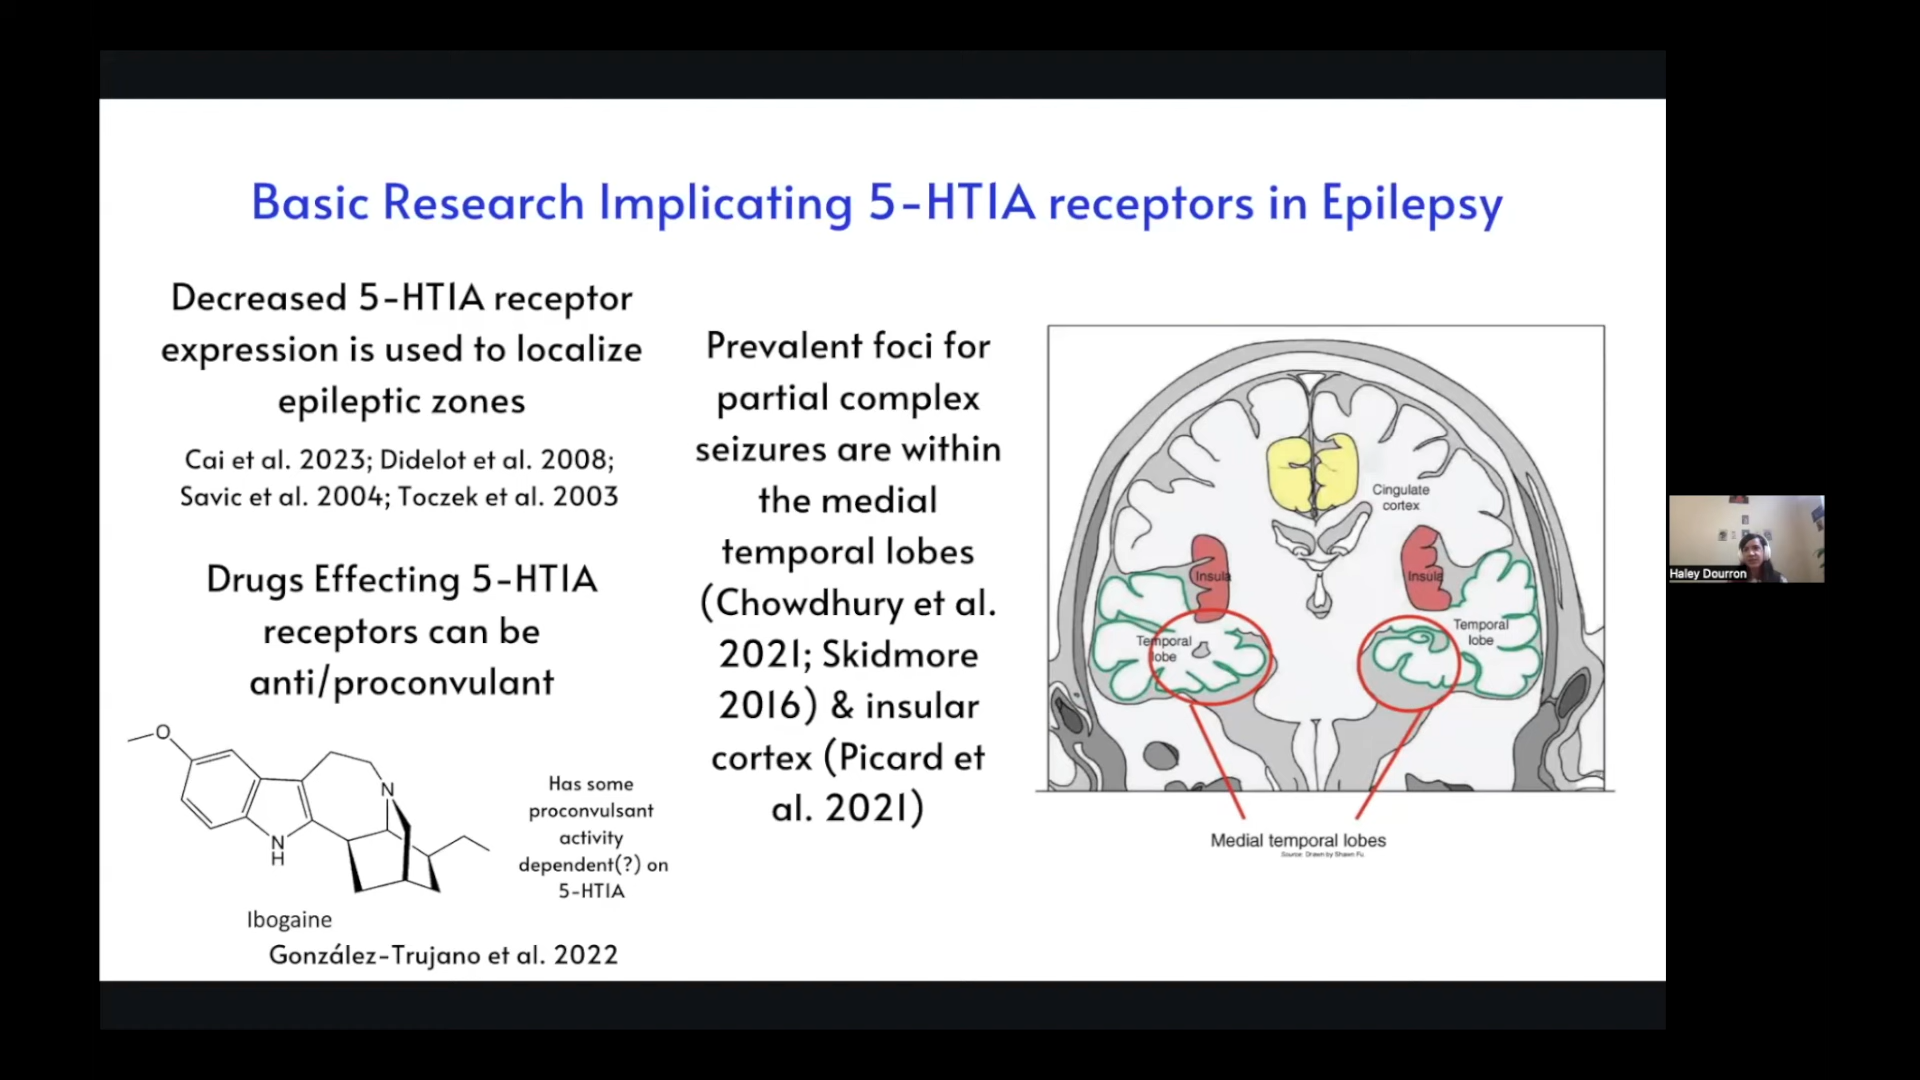 Basic Research Implicating 5-HT1A receptors in Epilepsy
Decreased 5-HT1A receptor
expression is used to localize
epileptic zones
Cai et al. 2023; Didelot et al. 2008;
Savic et al. 2004; Toczek et al. 2003
Drugs Effecting 5-HT1A
receptors can be
anti/proconvulant
O
N
N
H
Ibogaine
Has some
proconvulsant
activity
dependent(?) on
5-HT1A
González-Trujano et al. 2022
Prevalent foci for
partial complex
seizures are within
the medial
temporal lobes
(Chowdhury et al.
2021; Skidmore
2016) & insular
cortex (Picard et
al. 2021)
Cingulate
cortex
Insula
Insula
Temporal
lobe
Temporal
lobe
Medial temporal lobes
Source: Drawn by Shawn Fu.
Haley Dourron